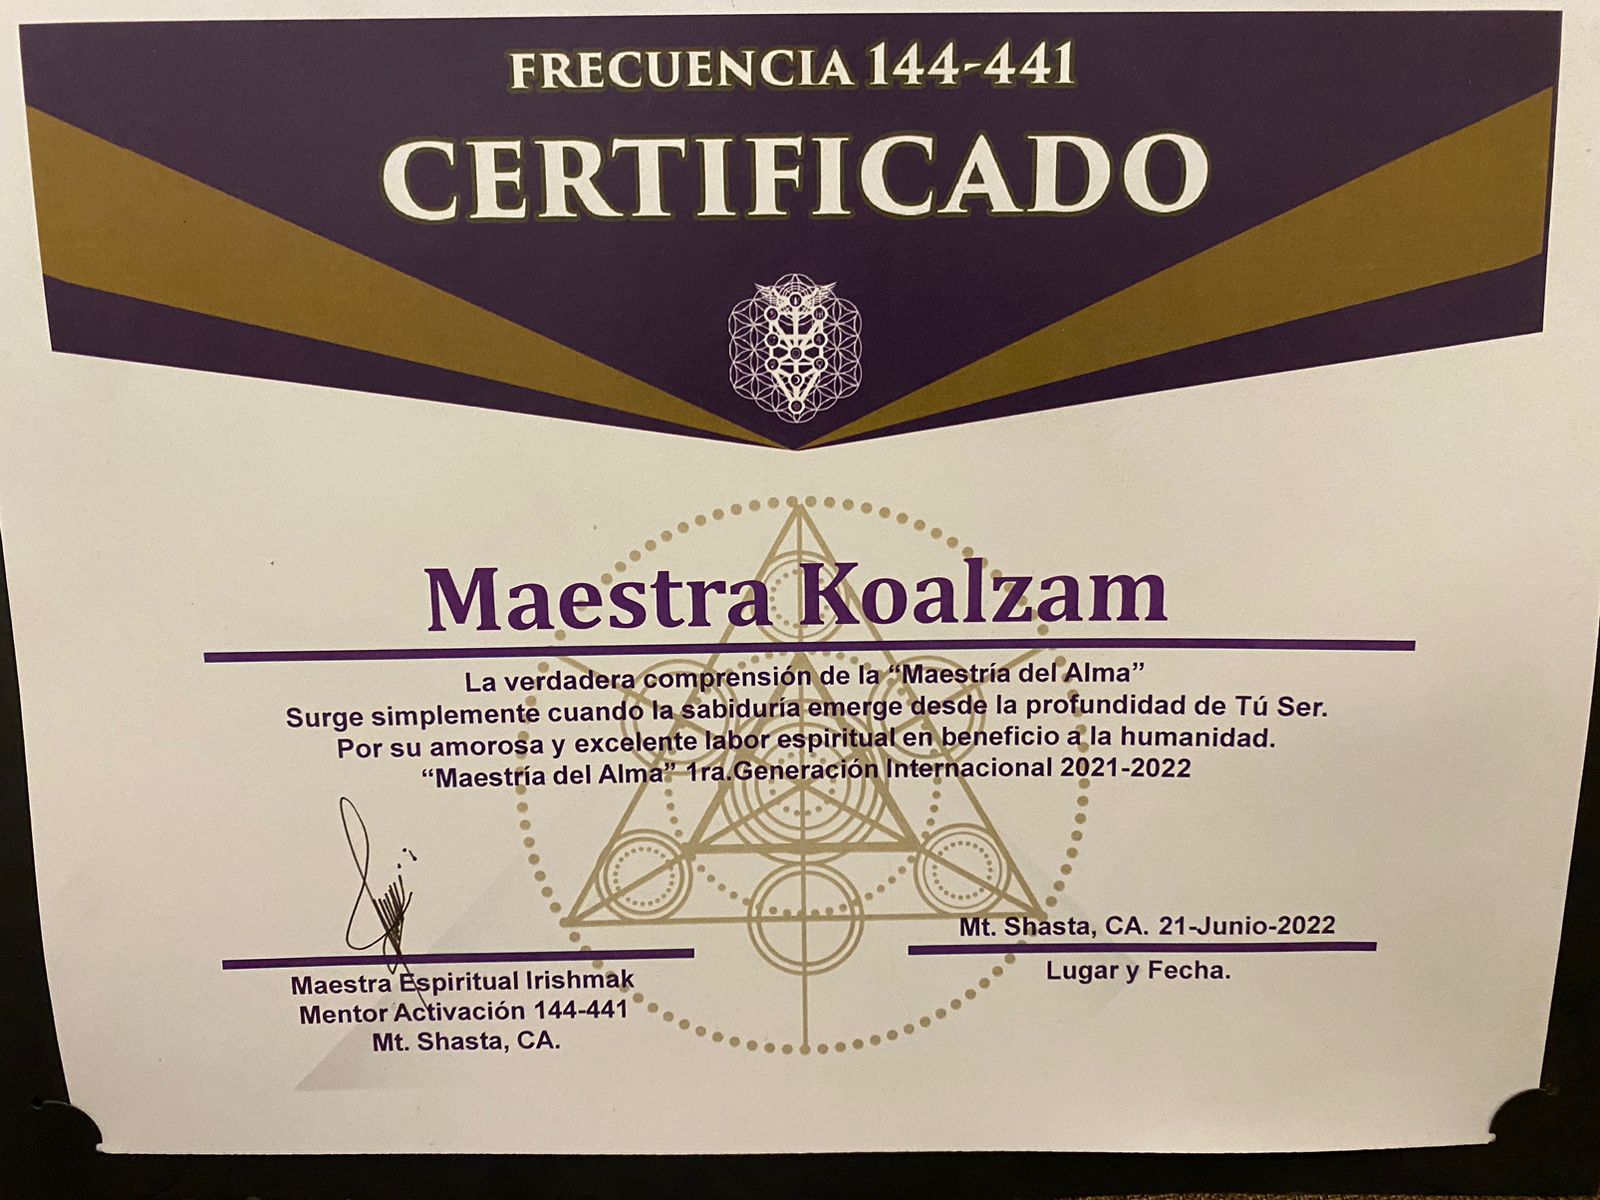 FRECUENCIA 144-441
CERTIFICADO
Maestra Koalzam
La verdadera comprensión de la “Maestría del Alma”
Surge simplemente cuando la sabiduría emerge desde la profundidad de Tú Ser.
Por su amorosa y excelente labor espiritual en beneficio a la humanidad.
“Maestría del Alma” 1ra.Generación Internacional 2021-2022
Maestra Espiritual Irishmak
Mentor Activación 144-441
Mt. Shasta, CA.
Mt. Shasta, CA. 21-Junio-2022
Lugar y Fecha.